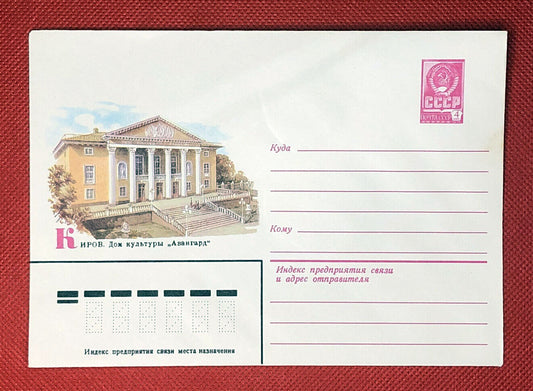 СССР
ПОЧТА СССР
4
Куда
КИРОВ. Дом культуры „Авангард"
Кому
Индекс предприятия связи
и адрес отправителя
Индекс предприятия связи места назначения